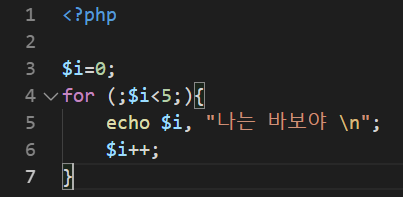 1 <?php
2
3 $i=0;
4 for (;$i<5;){
5     echo $i, "나는 바보야 \n";
6     $i++;
7 }